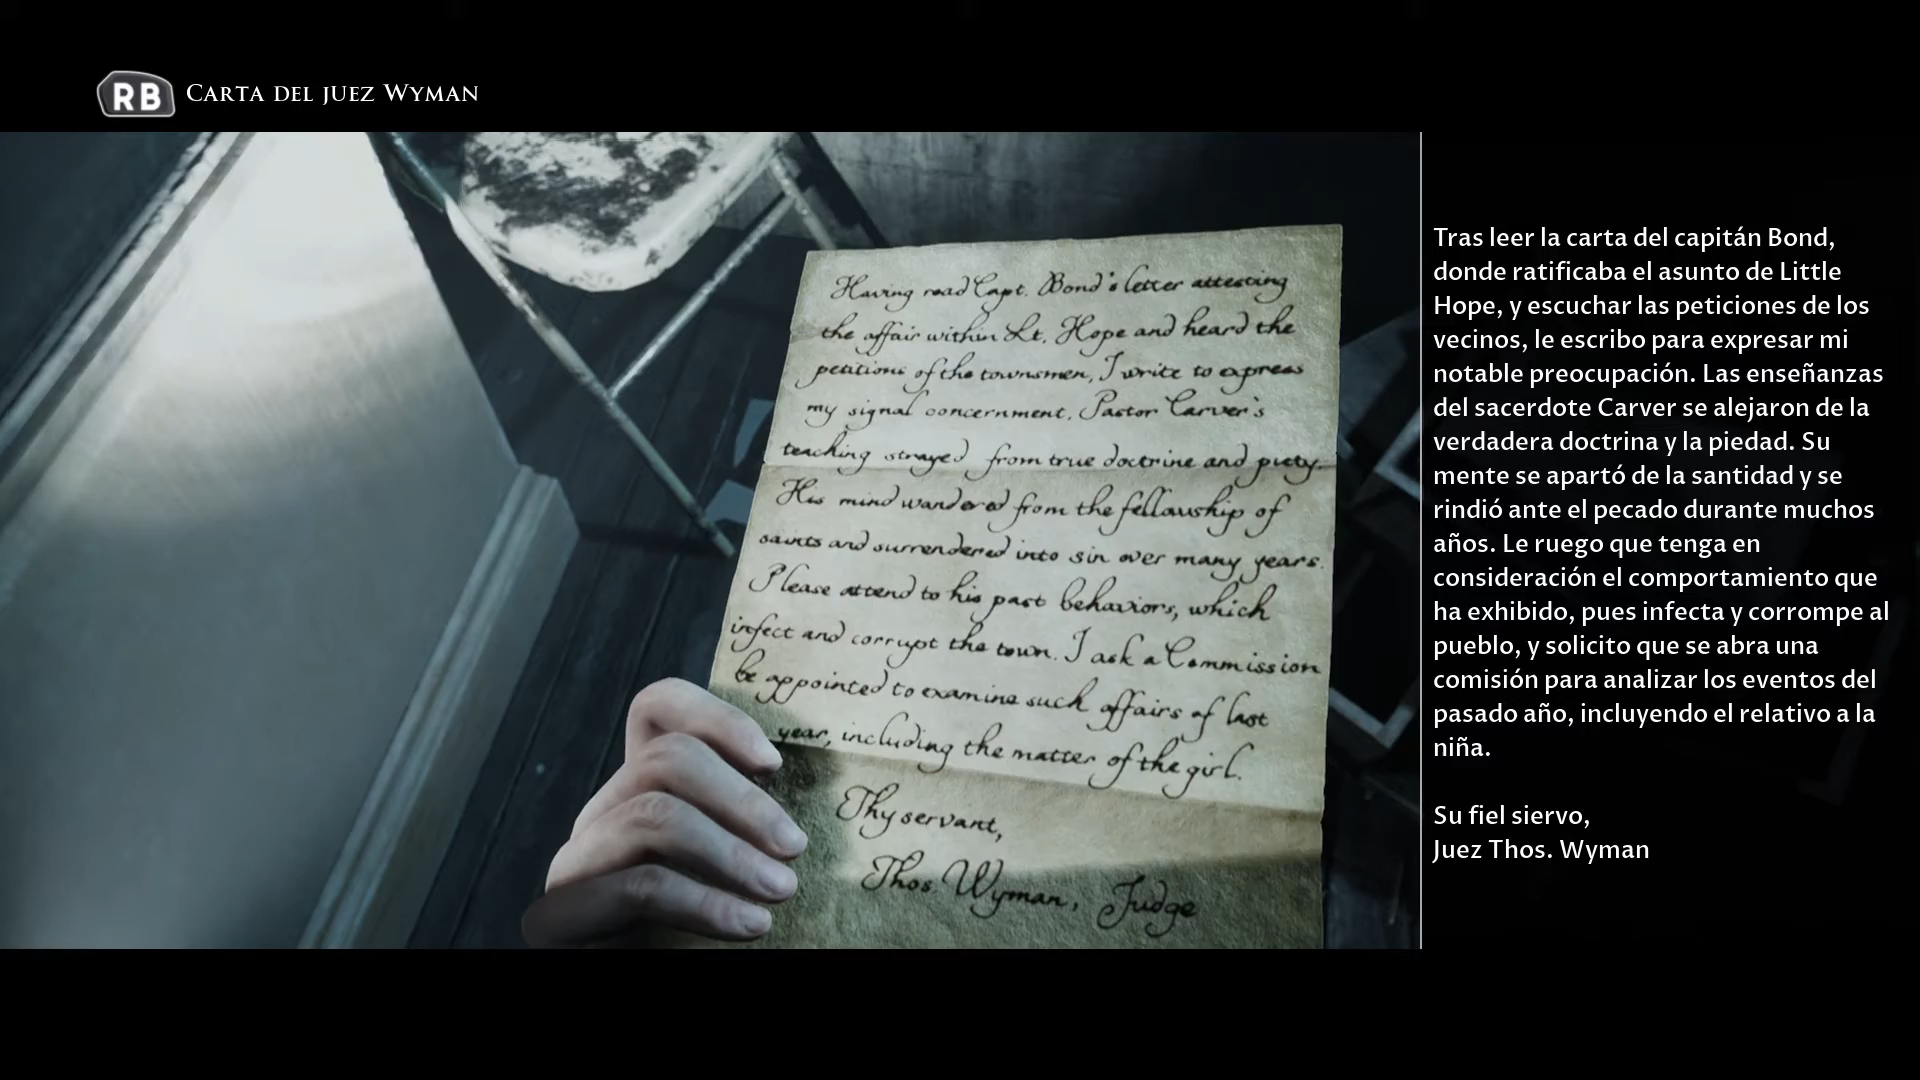 RB CARTA DEL JUEZ WYMAN
Having read Capt. Bond's letter attesting
the affair within Lt. Hope and heard the
petitions of the townsmen, I write to express
my signal concernment. Pastor Carver's
teaching strayed from true doctrine and piety.
His mind wandered from the fellowship of
saints and surrendered into sin over many years.
Please attend to his past behaviors, which
infect and corrupt the town. I ask a Commission
be appointed to examine such affairs of last
year, including the matter of the girl.
Thy servant,
Thos. Wyman, Judge
Tras leer la carta del capitán Bond,
donde ratificaba el asunto de Little
Hope, y escuchar las peticiones de los
vecinos, le escribo para expresar mi
notable preocupación. Las enseñanzas
del sacerdote Carver se alejaron de la
verdadera doctrina y la piedad. Su
mente se apartó de la santidad y se
rindió ante el pecado durante muchos
años. Le ruego que tenga en
consideración el comportamiento que
ha exhibido, pues infecta y corrompe al
pueblo, y solicito que se abra una
comisión para analizar los eventos del
pasado año, incluyendo el relativo a la
niña.
Su fiel siervo,
Juez Thos. Wyman